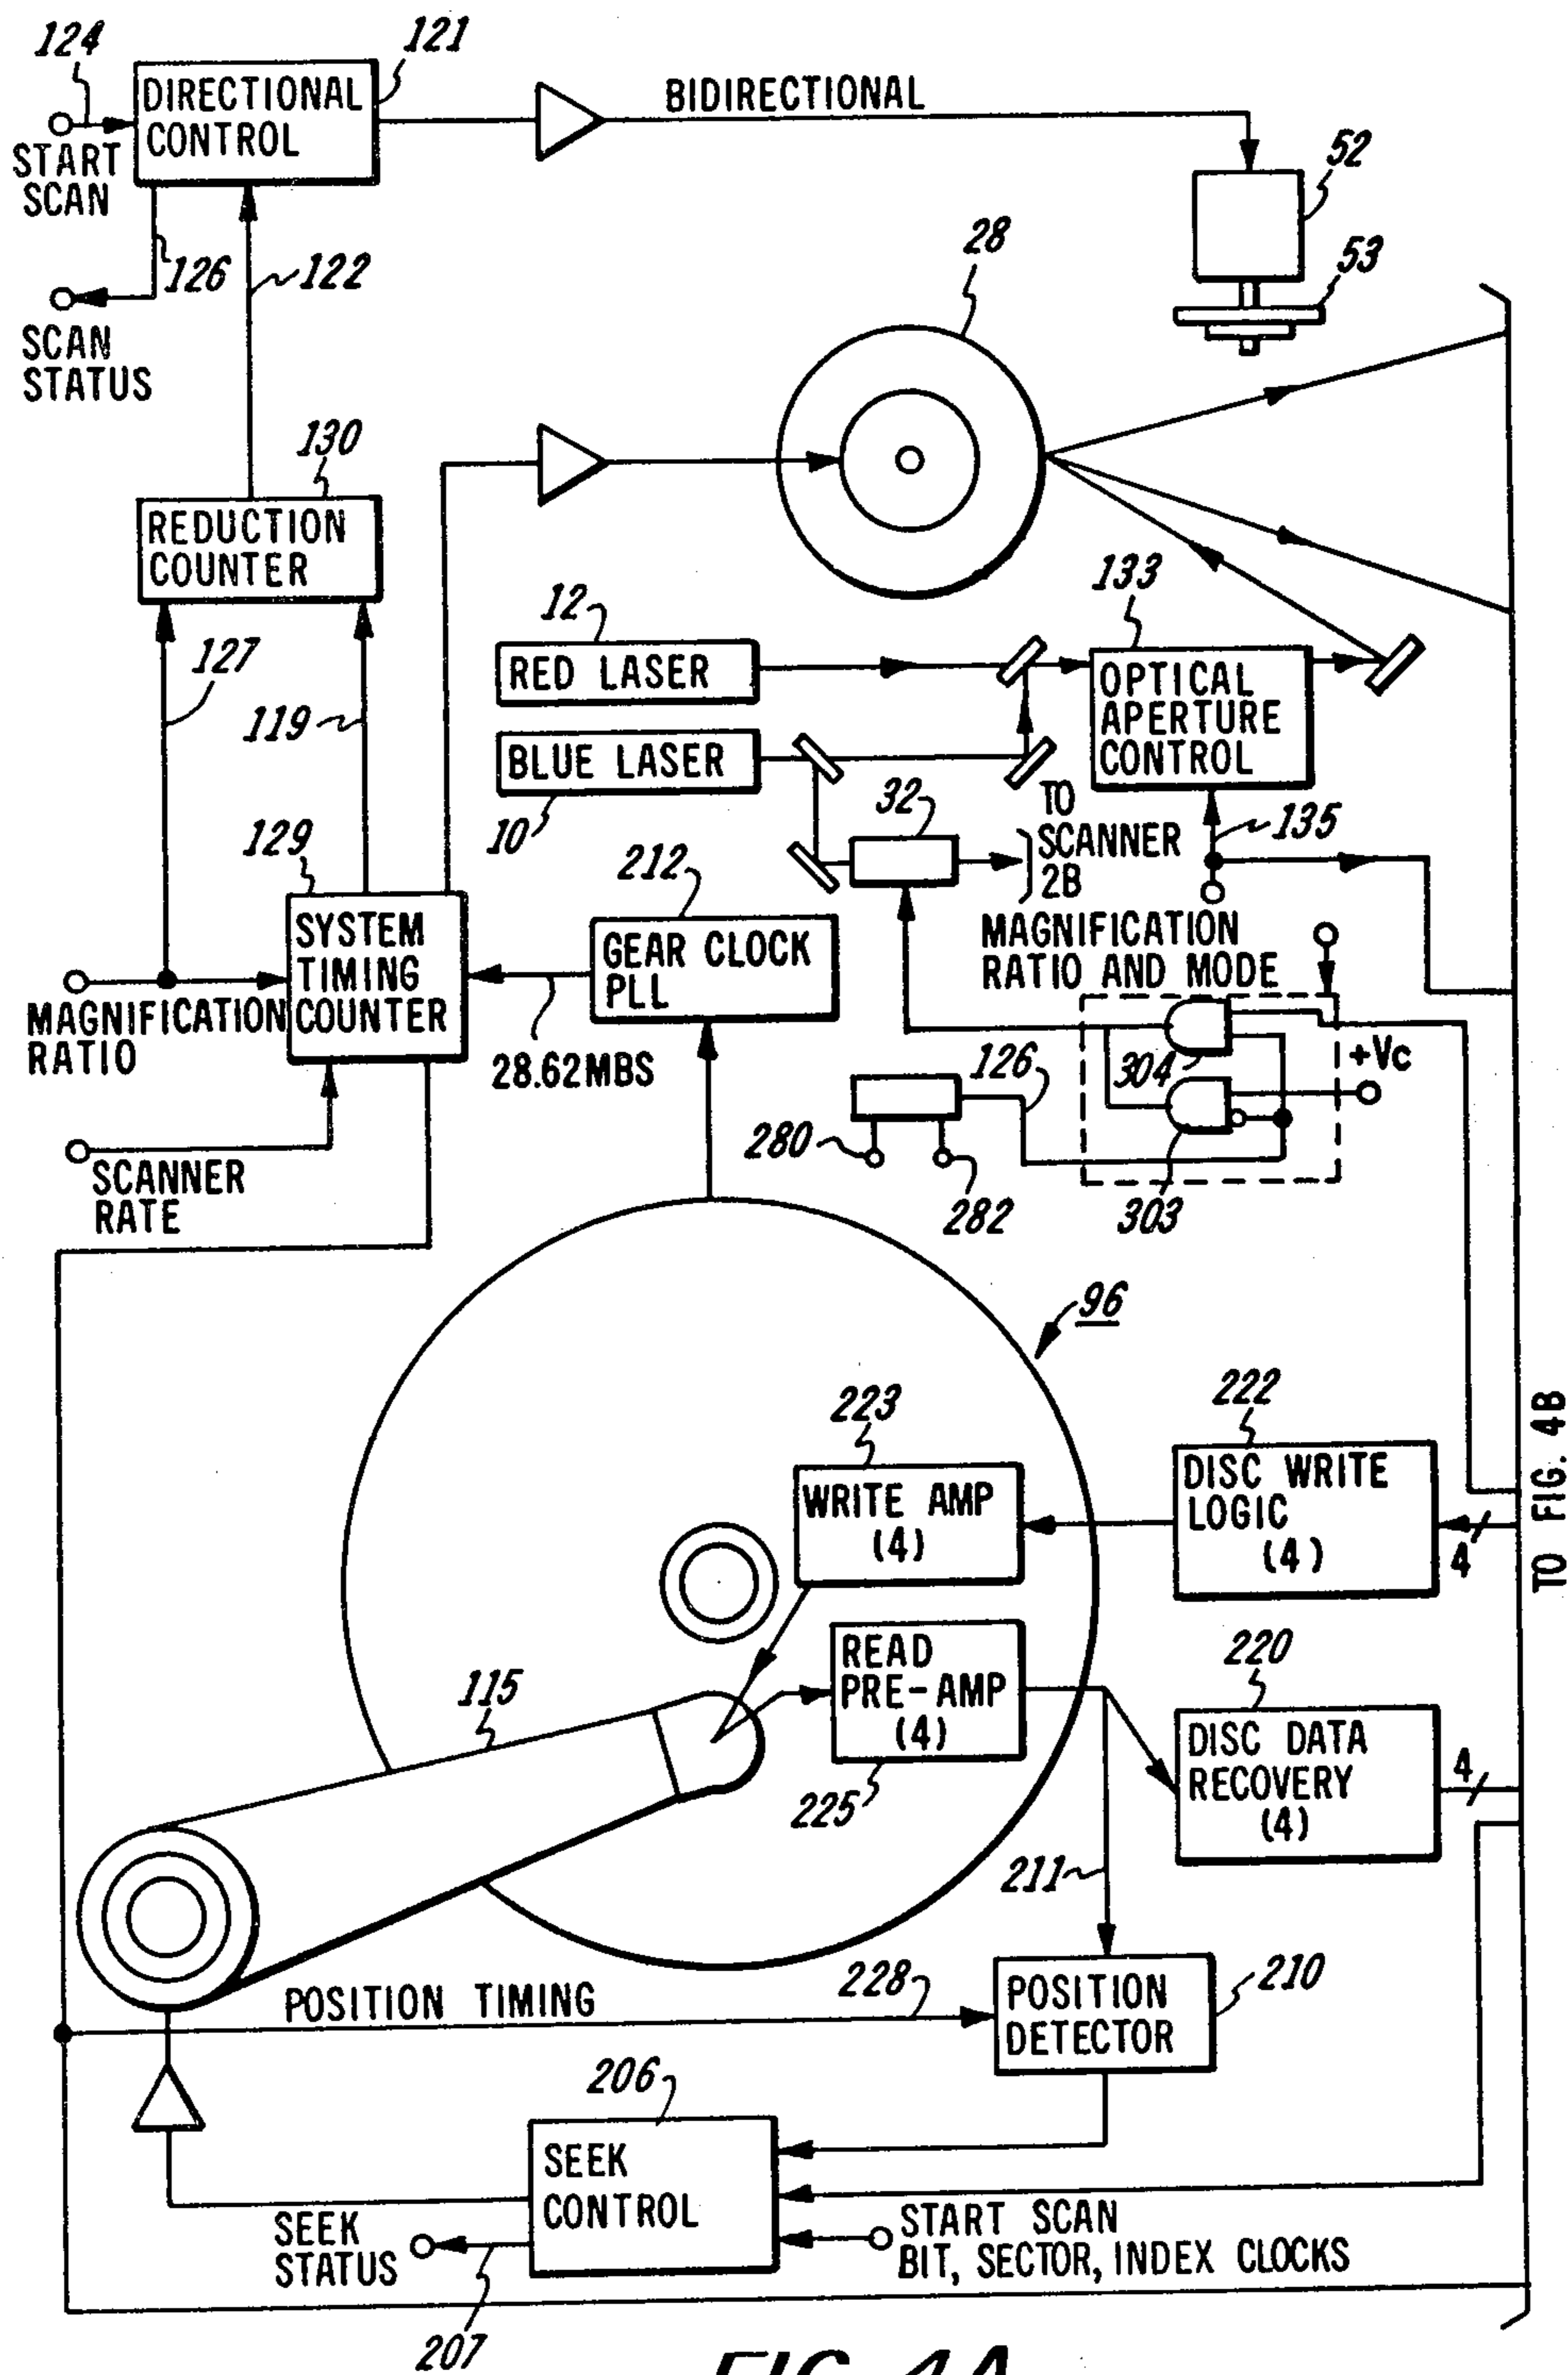 124
121
DIRECTIONAL
CONTROL
BIDIRECTIONAL
START
SCAN
52
126
122
28
53
SCAN
STATUS
130
REDUCTION
COUNTER
12
133
127
RED LASER
OPTICAL
APERTURE
CONTROL
119
BLUE LASER
10
32
TO
SCANNER
2B
135
129
212
SYSTEM
TIMING
COUNTER
GEAR CLOCK
PLL
MAGNIFICATION
RATIO AND MODE
MAGNIFICATION
RATIO
28.62MBS
126
304
+Vc
280
282
303
SCANNER
RATE
96
223
222
WRITE AMP
(4)
DISC WRITE
LOGIC
(4)
4
TO FIG. 4B
READ
PRE-AMP
(4)
220
115
225
DISC DATA
RECOVERY
(4)
4
211
POSITION TIMING
228
POSITION
DETECTOR
210
206
SEEK
CONTROL
SEEK
STATUS
START SCAN
BIT, SECTOR, INDEX CLOCKS
207
FIG. 4A